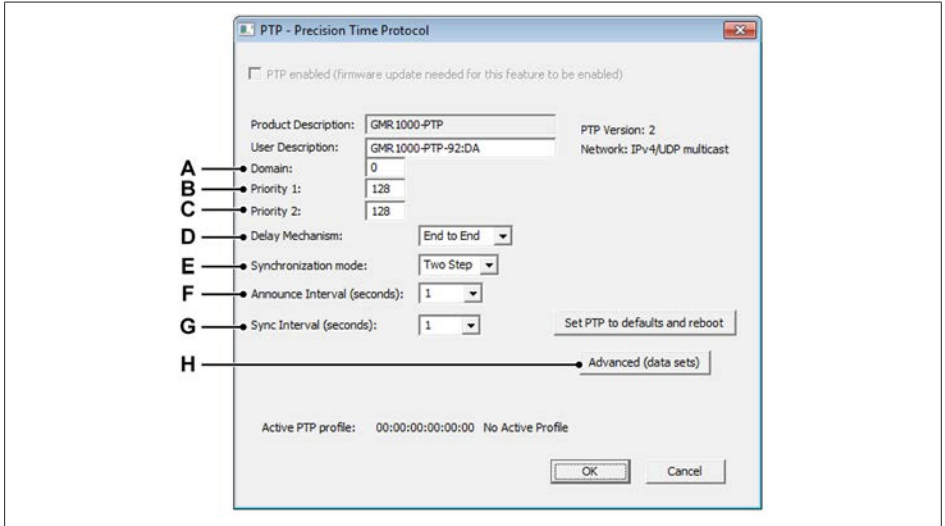 PTP - Precision Time Protocol
PTP enabled (firmware update needed for this feature to be enabled)
Product Description: GMR1000-PTP
PTP Version: 2
User Description: GMR1000-PTP-92:DA
Network: IPv4/UDP multicast
A Domain: 0
B Priority 1: 128
C Priority 2: 128
D Delay Mechanism: End to End
E Synchronization mode: Two Step
F Announce Interval (seconds): 1
G Sync Interval (seconds): 1
Set PTP to defaults and reboot
H Advanced (data sets)
Active PTP profile: 00:00:00:00:00:00 No Active Profile
OK Cancel